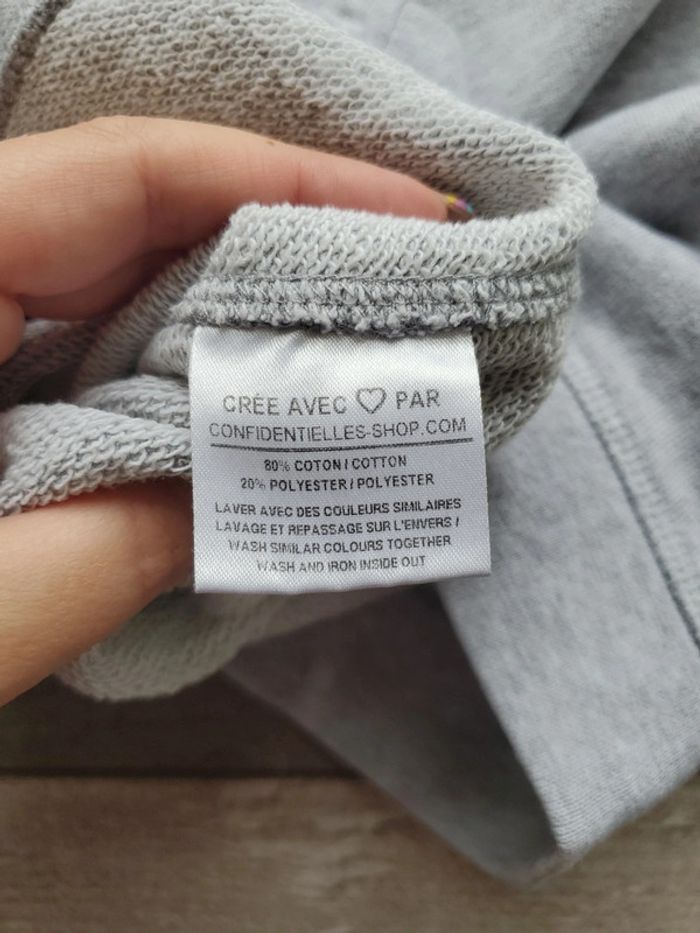 CRÉE AVEC ♡ PAR
CONFIDENTIELLES-SHOP.COM
80% COTON / COTTON
20% POLYESTER / POLYESTER
LAVER AVEC DES COULEURS SIMILAIRES
LAVAGE ET REPASSAGE SUR L'ENVERS /
WASH SIMILAR COLOURS TOGETHER
WASH AND IRON INSIDE OUT